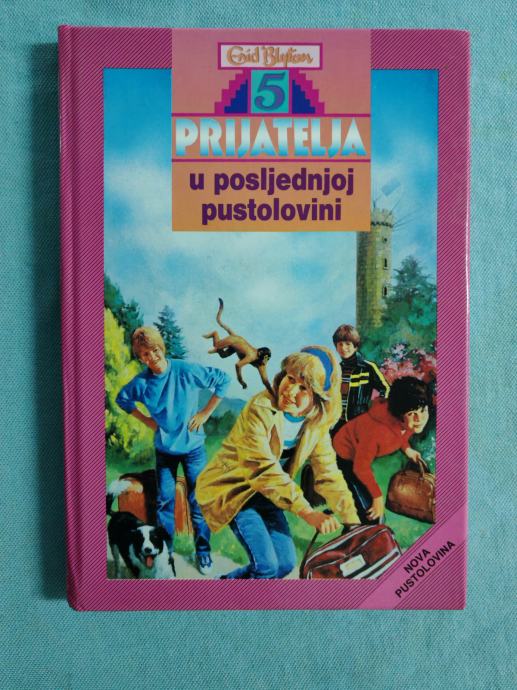 Enid Blyton
5
PRIJATELJA
u posljednjoj
pustolovini
NOVA
PUSTOLOVINA